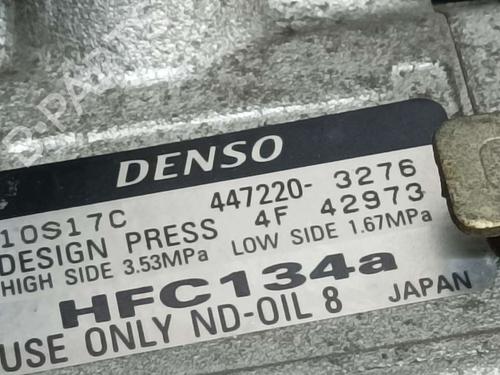 DENSO
10S17C 447220- 3276
DESIGN PRESS 4F 42973
HIGH SIDE 3.53MPa LOW SIDE 1.67MPa
HFC134a
USE ONLY ND-OIL 8 JAPAN